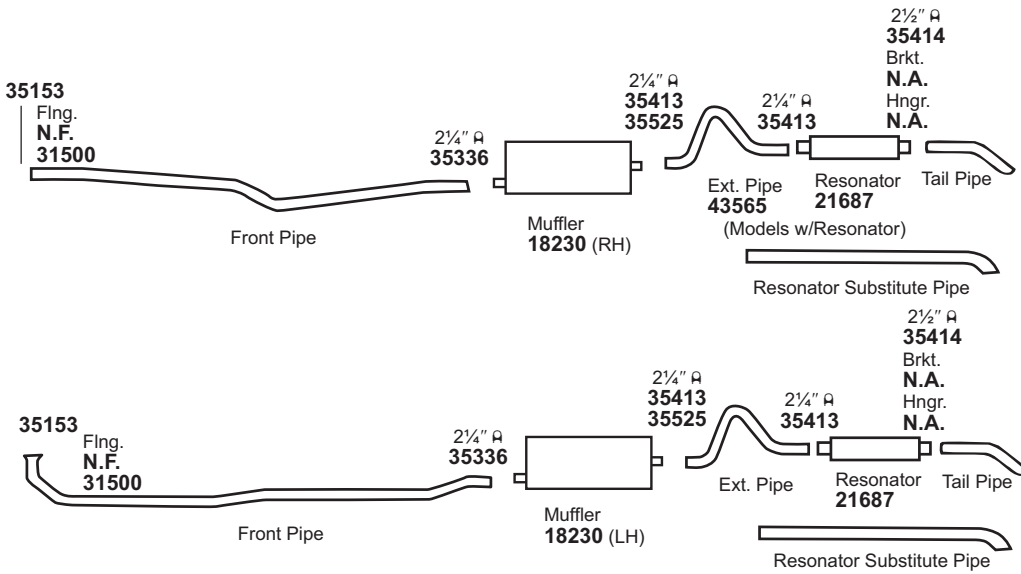 35153
Flng.
N.F.
31500
Front Pipe
2¼″
35336
Muffler
18230 (RH)
2¼″
35413
35525
Ext. Pipe
43565
(Models w/Resonator)
2¼″
35413
Resonator
21687
2½″
35414
Brkt.
N.A.
Hngr.
N.A.
Tail Pipe
Resonator Substitute Pipe
35153
Flng.
N.F.
31500
Front Pipe
2¼″
35336
Muffler
18230 (LH)
2¼″
35413
35525
Ext. Pipe
2¼″
35413
Resonator
21687
2½″
35414
Brkt.
N.A.
Hngr.
N.A.
Tail Pipe
Resonator Substitute Pipe